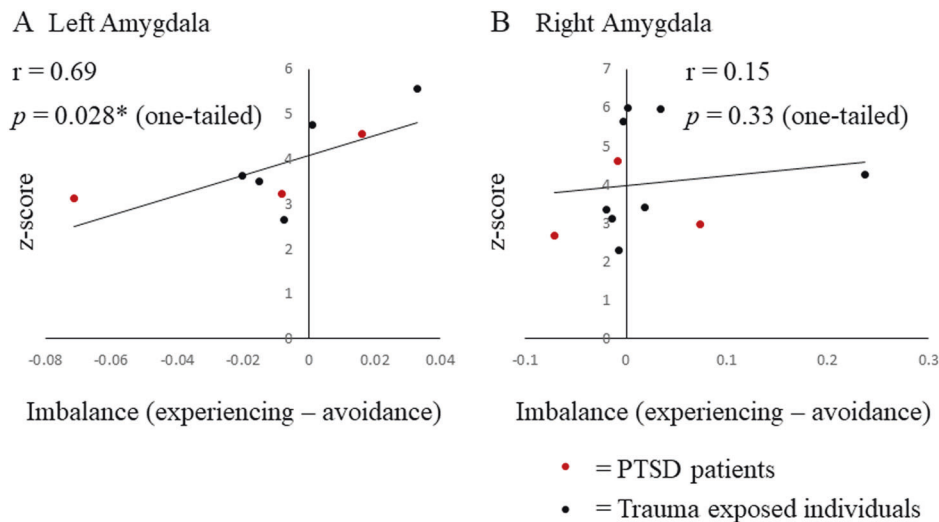 A Left Amygdala
r = 0.69
p = 0.028* (one-tailed)
z-score
6
5
4
3
2
1
0
-0.08 -0.06 -0.04 -0.02 0 0.02 0.04
Imbalance (experiencing – avoidance)
B Right Amygdala
r = 0.15
p = 0.33 (one-tailed)
z-score
7
6
5
4
3
2
1
0
-0.1 0 0.1 0.2 0.3
Imbalance (experiencing – avoidance)
= PTSD patients
= Trauma exposed individuals